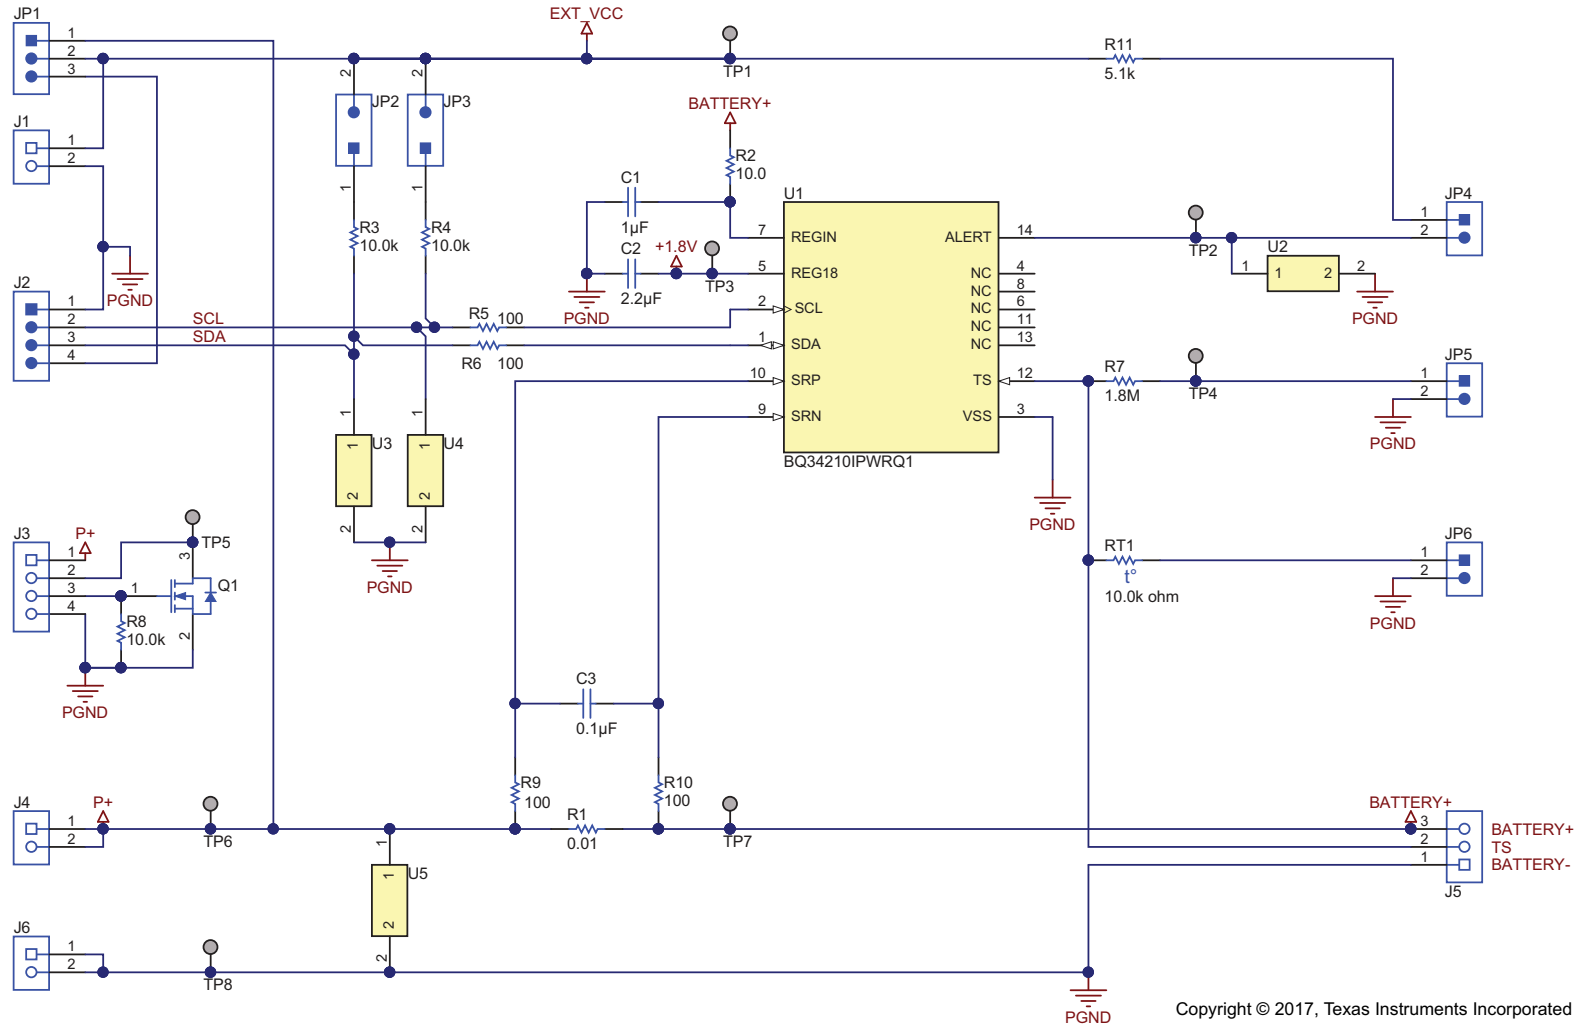 JP1
1
2
3
EXT_VCC
TP1
R11
5.1k
J1
1
2
2
JP2
1
2
JP3
1
BATTERY+
R2
10.0
C1
1µF
C2
2.2µF
+1.8V
TP3
PGND
R3
10.0k
R4
10.0k
PGND
J2
1
2
3
4
SCL
SDA
R5 100
R6 100
U1
7 REGIN
5 REG18
2 SCL
1 SDA
10 SRP
9 SRN
ALERT 14
NC 4
NC 8
NC 6
NC 11
NC 13
TS 12
VSS 3
BQ34210IPWRQ1
PGND
TP2
U2
1 1 2 2
PGND
JP4
1
2
R7
1.8M
TP4
JP5
1
2
PGND
RT1
t°
10.0k ohm
JP6
1
2
PGND
1
1
U3
2
2
1
1
U4
2
2
PGND
J3
1
2
3
4
P+
TP5
3
1
Q1
2
R8
10.0k
PGND
C3
0.1µF
R9
100
R10
100
R1
0.01
J4
1
2
P+
TP6
TP7
1
1
U5
2
2
J6
1
2
TP8
PGND
BATTERY+
3 BATTERY+
2 TS
1 BATTERY-
J5
Copyright © 2017, Texas Instruments Incorporated